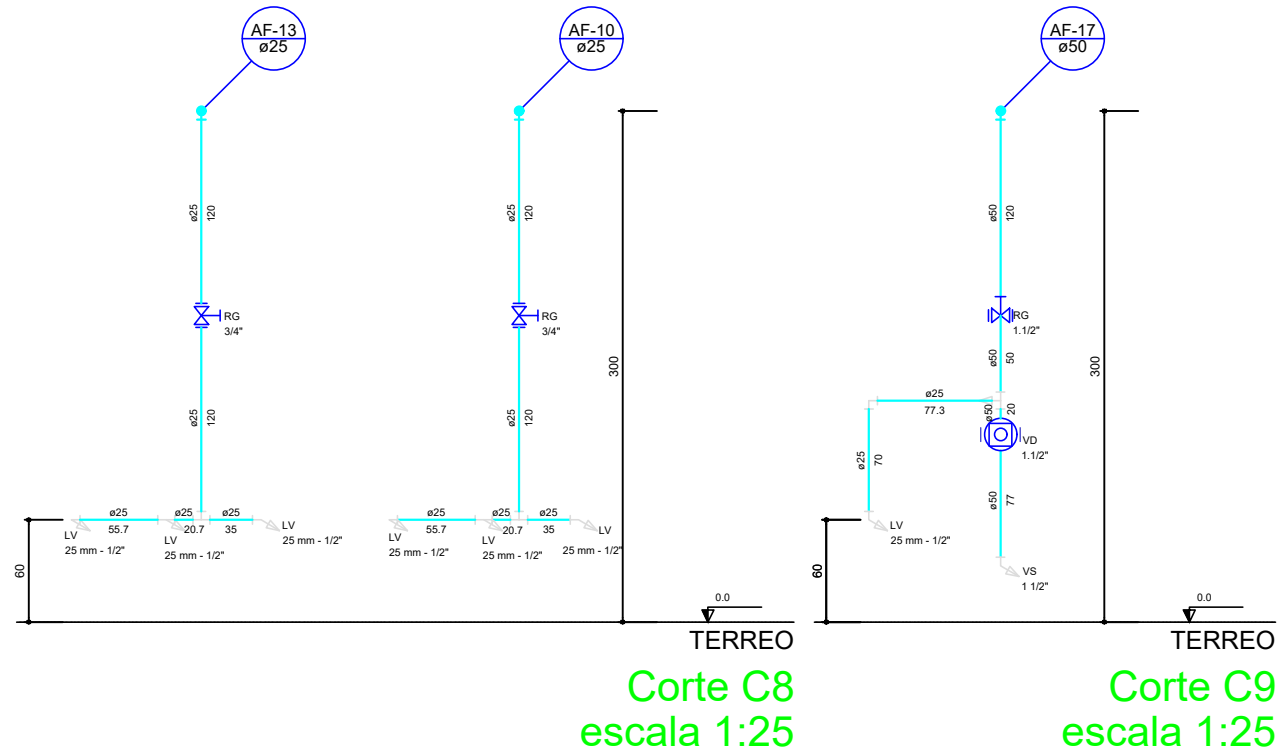 AF-13
ø25
AF-10
ø25
AF-17
ø50
ø25
120
ø25
120
ø50
120
RG
3/4"
RG
3/4"
RG
1.1/2"
300
300
ø50
50
ø25
120
ø25
120
ø25
77.3
ø50
20
VD
1.1/2"
ø25
70
ø50
77
ø25
55.7
ø25
20.7
ø25
35
LV
25 mm - 1/2"
LV
25 mm - 1/2"
LV
25 mm - 1/2"
ø25
55.7
ø25
20.7
ø25
35
LV
25 mm - 1/2"
LV
25 mm - 1/2"
LV
25 mm - 1/2"
LV
25 mm - 1/2"
VS
1 1/2"
60
60
0.0
TERREO
0.0
TERREO
Corte C8
escala 1:25
Corte C9
escala 1:25